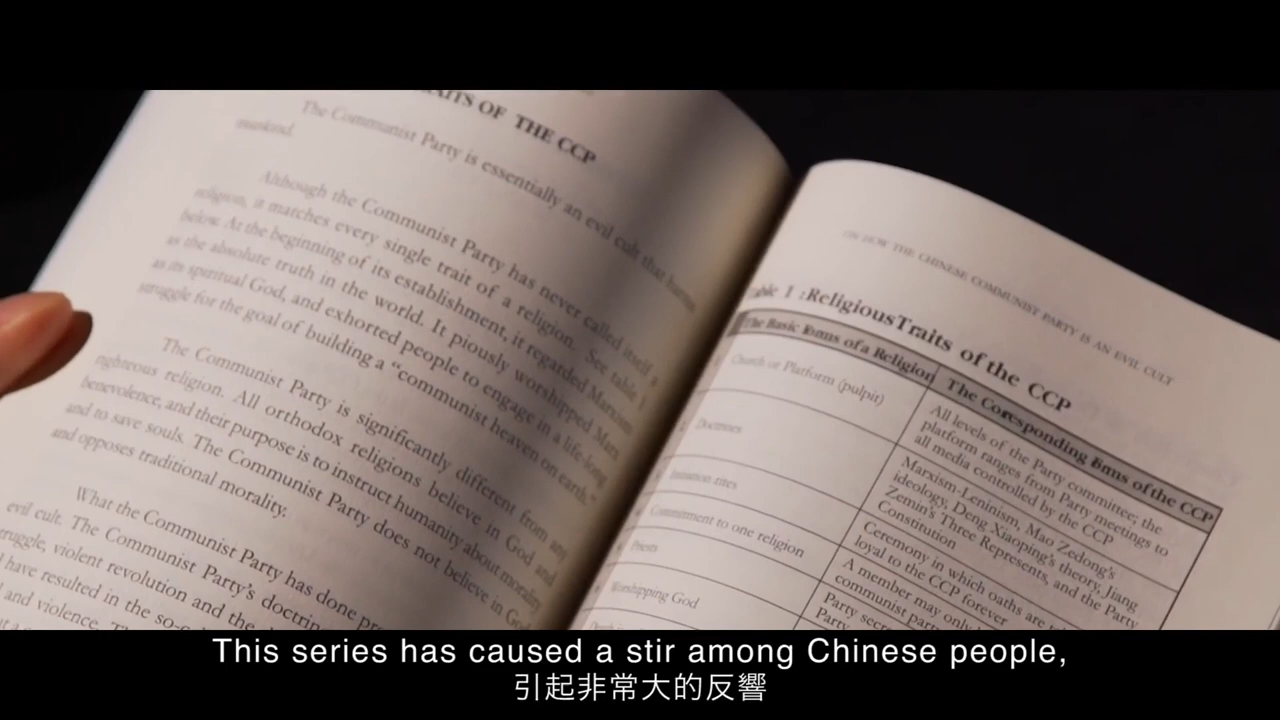 TRAITS OF THE CCP
The Communist Party is essentially an evil cult that harms
mankind.
Although the Communist Party has never called itself a
religion, it matches every single trait of a religion. See table 1
below. At the beginning of its establishment, it regarded Marxism
as the absolute truth in the world. It piously worshipped Marx
as its spiritual God, and exhorted people to engage in a life-long
struggle for the goal of building a "communist heaven on earth."
The Communist Party is significantly different from any
righteous religion. All orthodox religions believe in God and
benevolence, and their purpose is to instruct humanity about morality
and to save souls. The Communist Party does not believe in God
and opposes traditional morality.
What the Communist Party has done
evil cult. The Communist Party's
struggle, violent revolution and the
have resulted in the
and violence.
ON HOW THE CHINESE COMMUNIST PARTY IS AN EVIL CULT
Table 1 :ReligiousTraits of the CCP
The Basic Forms of a Religion
The Coresponding Forms of the CCP
Church or Platform (pulpit)
All levels of the Party committee; the
platform ranges from Party meetings to
all media controlled by the CCP
Doctrines
Marxism-Leninism, Mao Zedong's
ideology, Deng Xiaoping's theory, Jiang
Zemin's Three Represents, and the Party
Constitution
Initiation rites
Ceremony in which oaths are
loyal to the CCP forever
Commitment to one religion
A member may only
communist
Priests
Party
Worshipping God
Party
This series has caused a stir among Chinese people,
引起非常大的反響